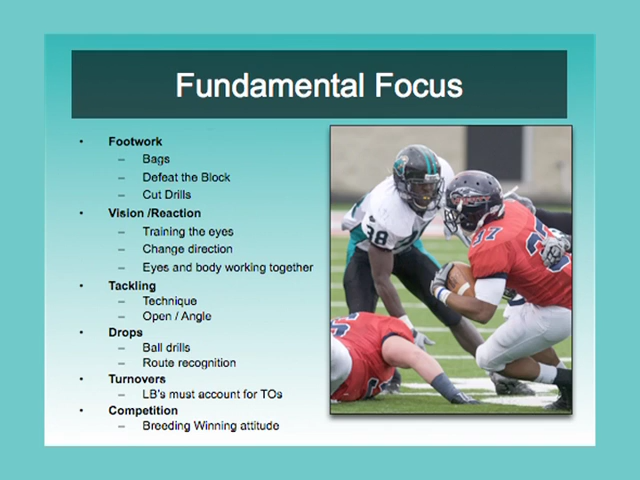 Fundamental Focus
• Footwork
– Bags
– Defeat the Block
– Cut Drills
• Vision /Reaction
– Training the eyes
– Change direction
– Eyes and body working together
• Tackling
– Technique
– Open / Angle
• Drops
– Ball drills
– Route recognition
• Turnovers
– LB's must account for TOs
• Competition
– Breeding Winning attitude
38
37